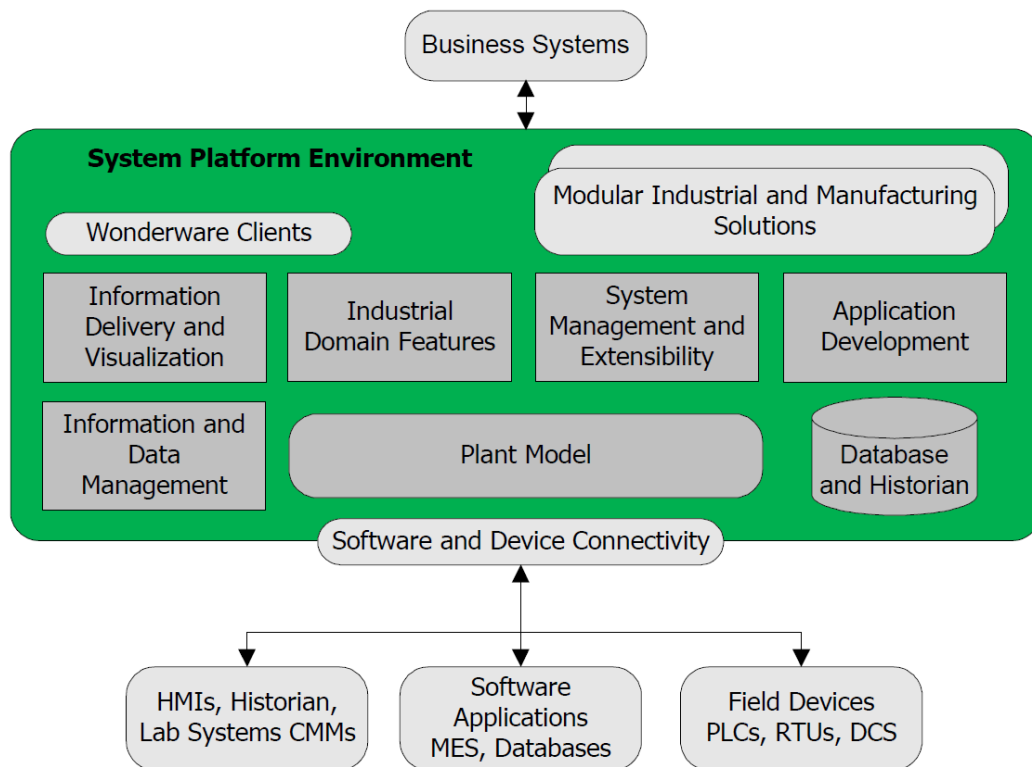 Business Systems
System Platform Environment
Modular Industrial and Manufacturing
Solutions
Wonderware Clients
Information
Delivery and
Visualization
Industrial
Domain Features
System
Management and
Extensibility
Application
Development
Information and
Data
Management
Plant Model
Database
and Historian
Software and Device Connectivity
HMIs, Historian,
Lab Systems CMMs
Software
Applications
MES, Databases
Field Devices
PLCs, RTUs, DCS